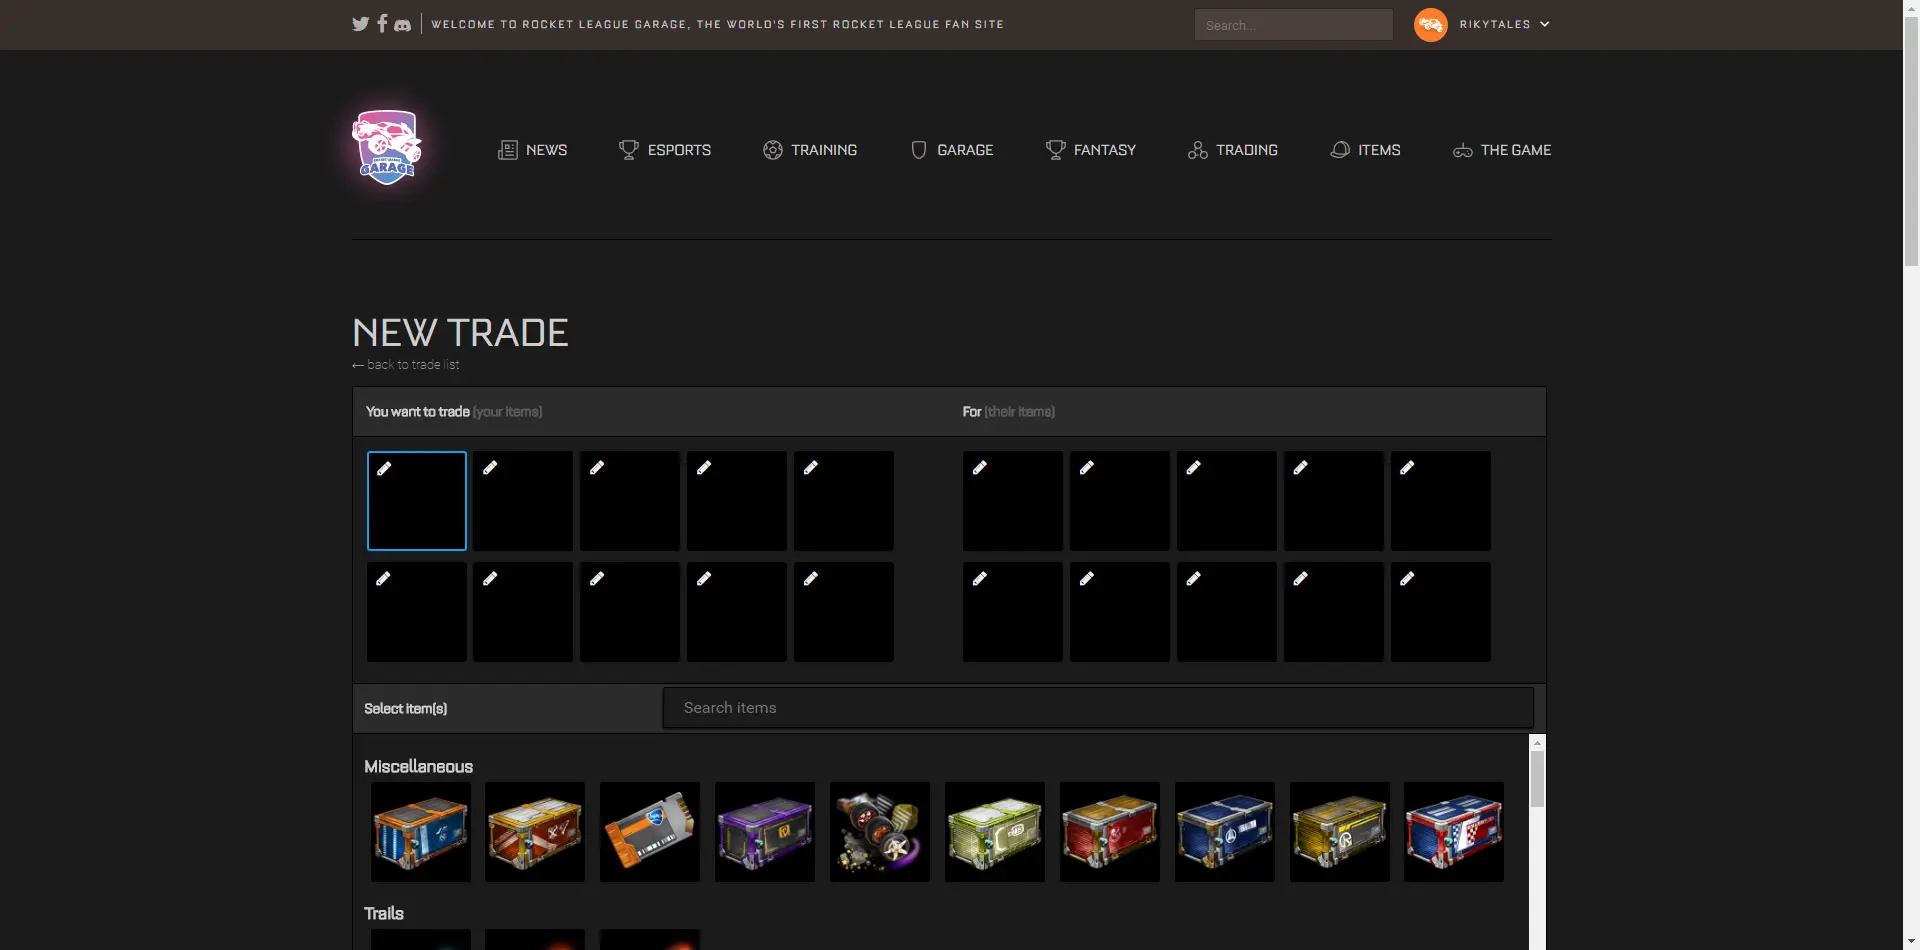 WELCOME TO ROCKET LEAGUE GARAGE, THE WORLD'S FIRST ROCKET LEAGUE FAN SITE
Search...
RIKYTALES
GARAGE
NEWS
ESPORTS
TRAINING
GARAGE
FANTASY
TRADING
ITEMS
THE GAME
NEW TRADE
← back to trade list
You want to trade (your items)
For (their items)
Select item(s)
Search items
Miscellaneous
Trails